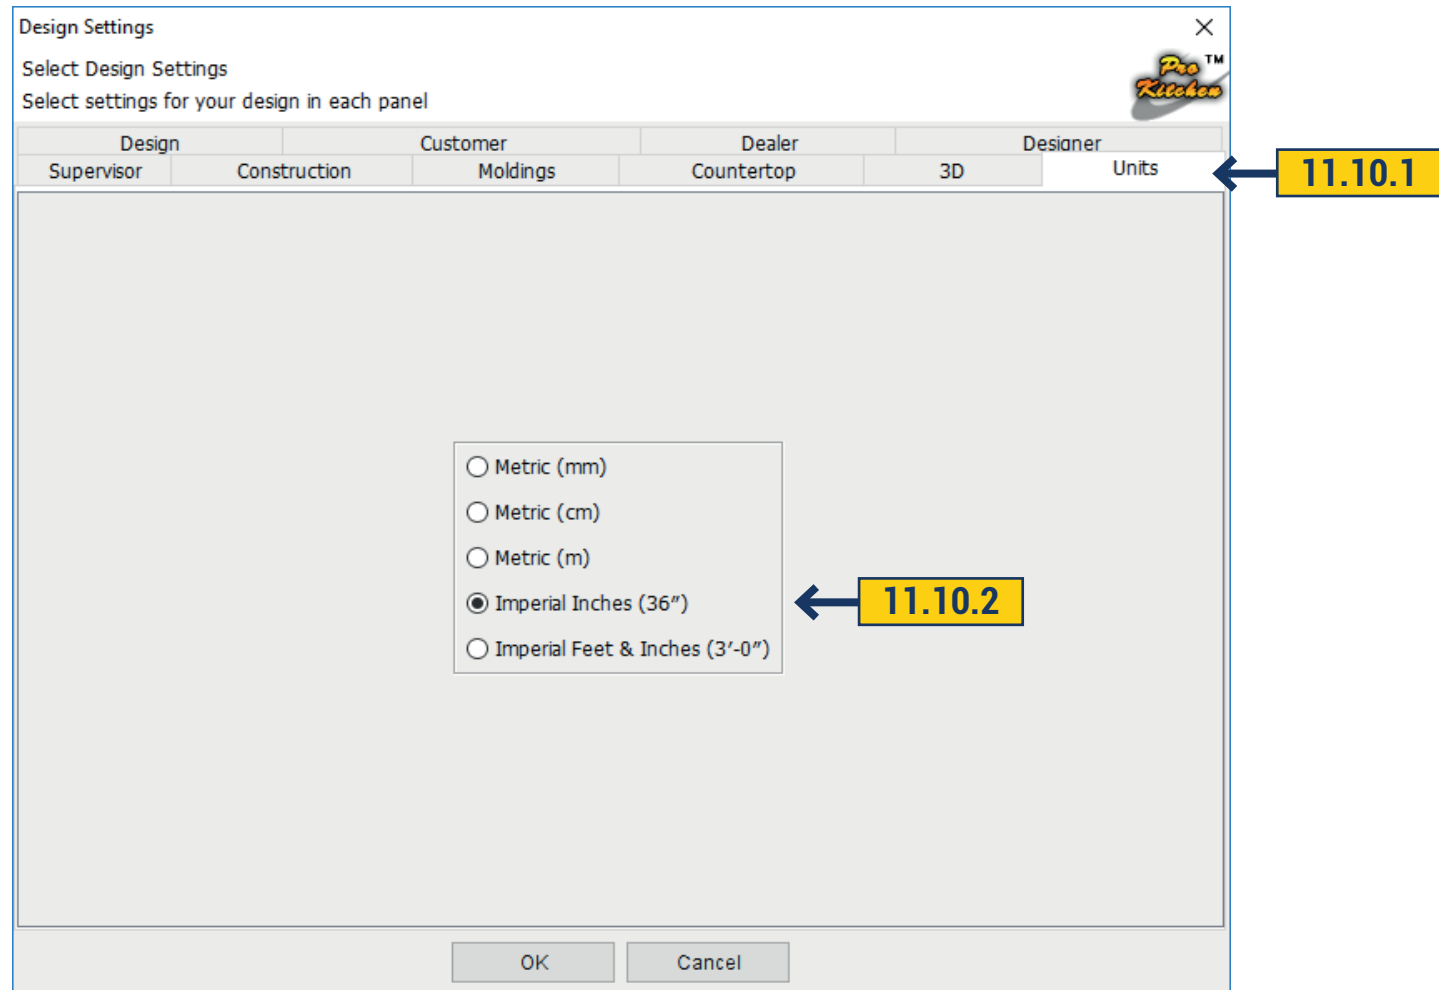 Design Settings
Select Design Settings
Select settings for your design in each panel
Pro TM
Kitchen
Design Customer Dealer Designer
Supervisor Construction Moldings Countertop 3D Units
11.10.1
Metric (mm)
Metric (cm)
Metric (m)
Imperial Inches (36″)
11.10.2
Imperial Feet & Inches (3′-0″)
OK Cancel